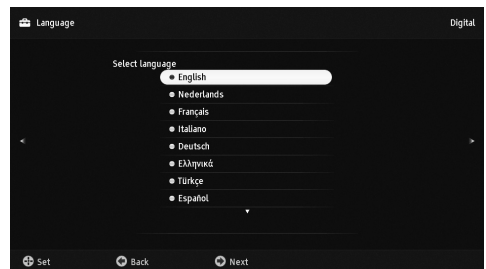 Language
Digital
Select language
English
Nederlands
Français
Italiano
Deutsch
Ελληνικά
Türkçe
Español
Set Back Next